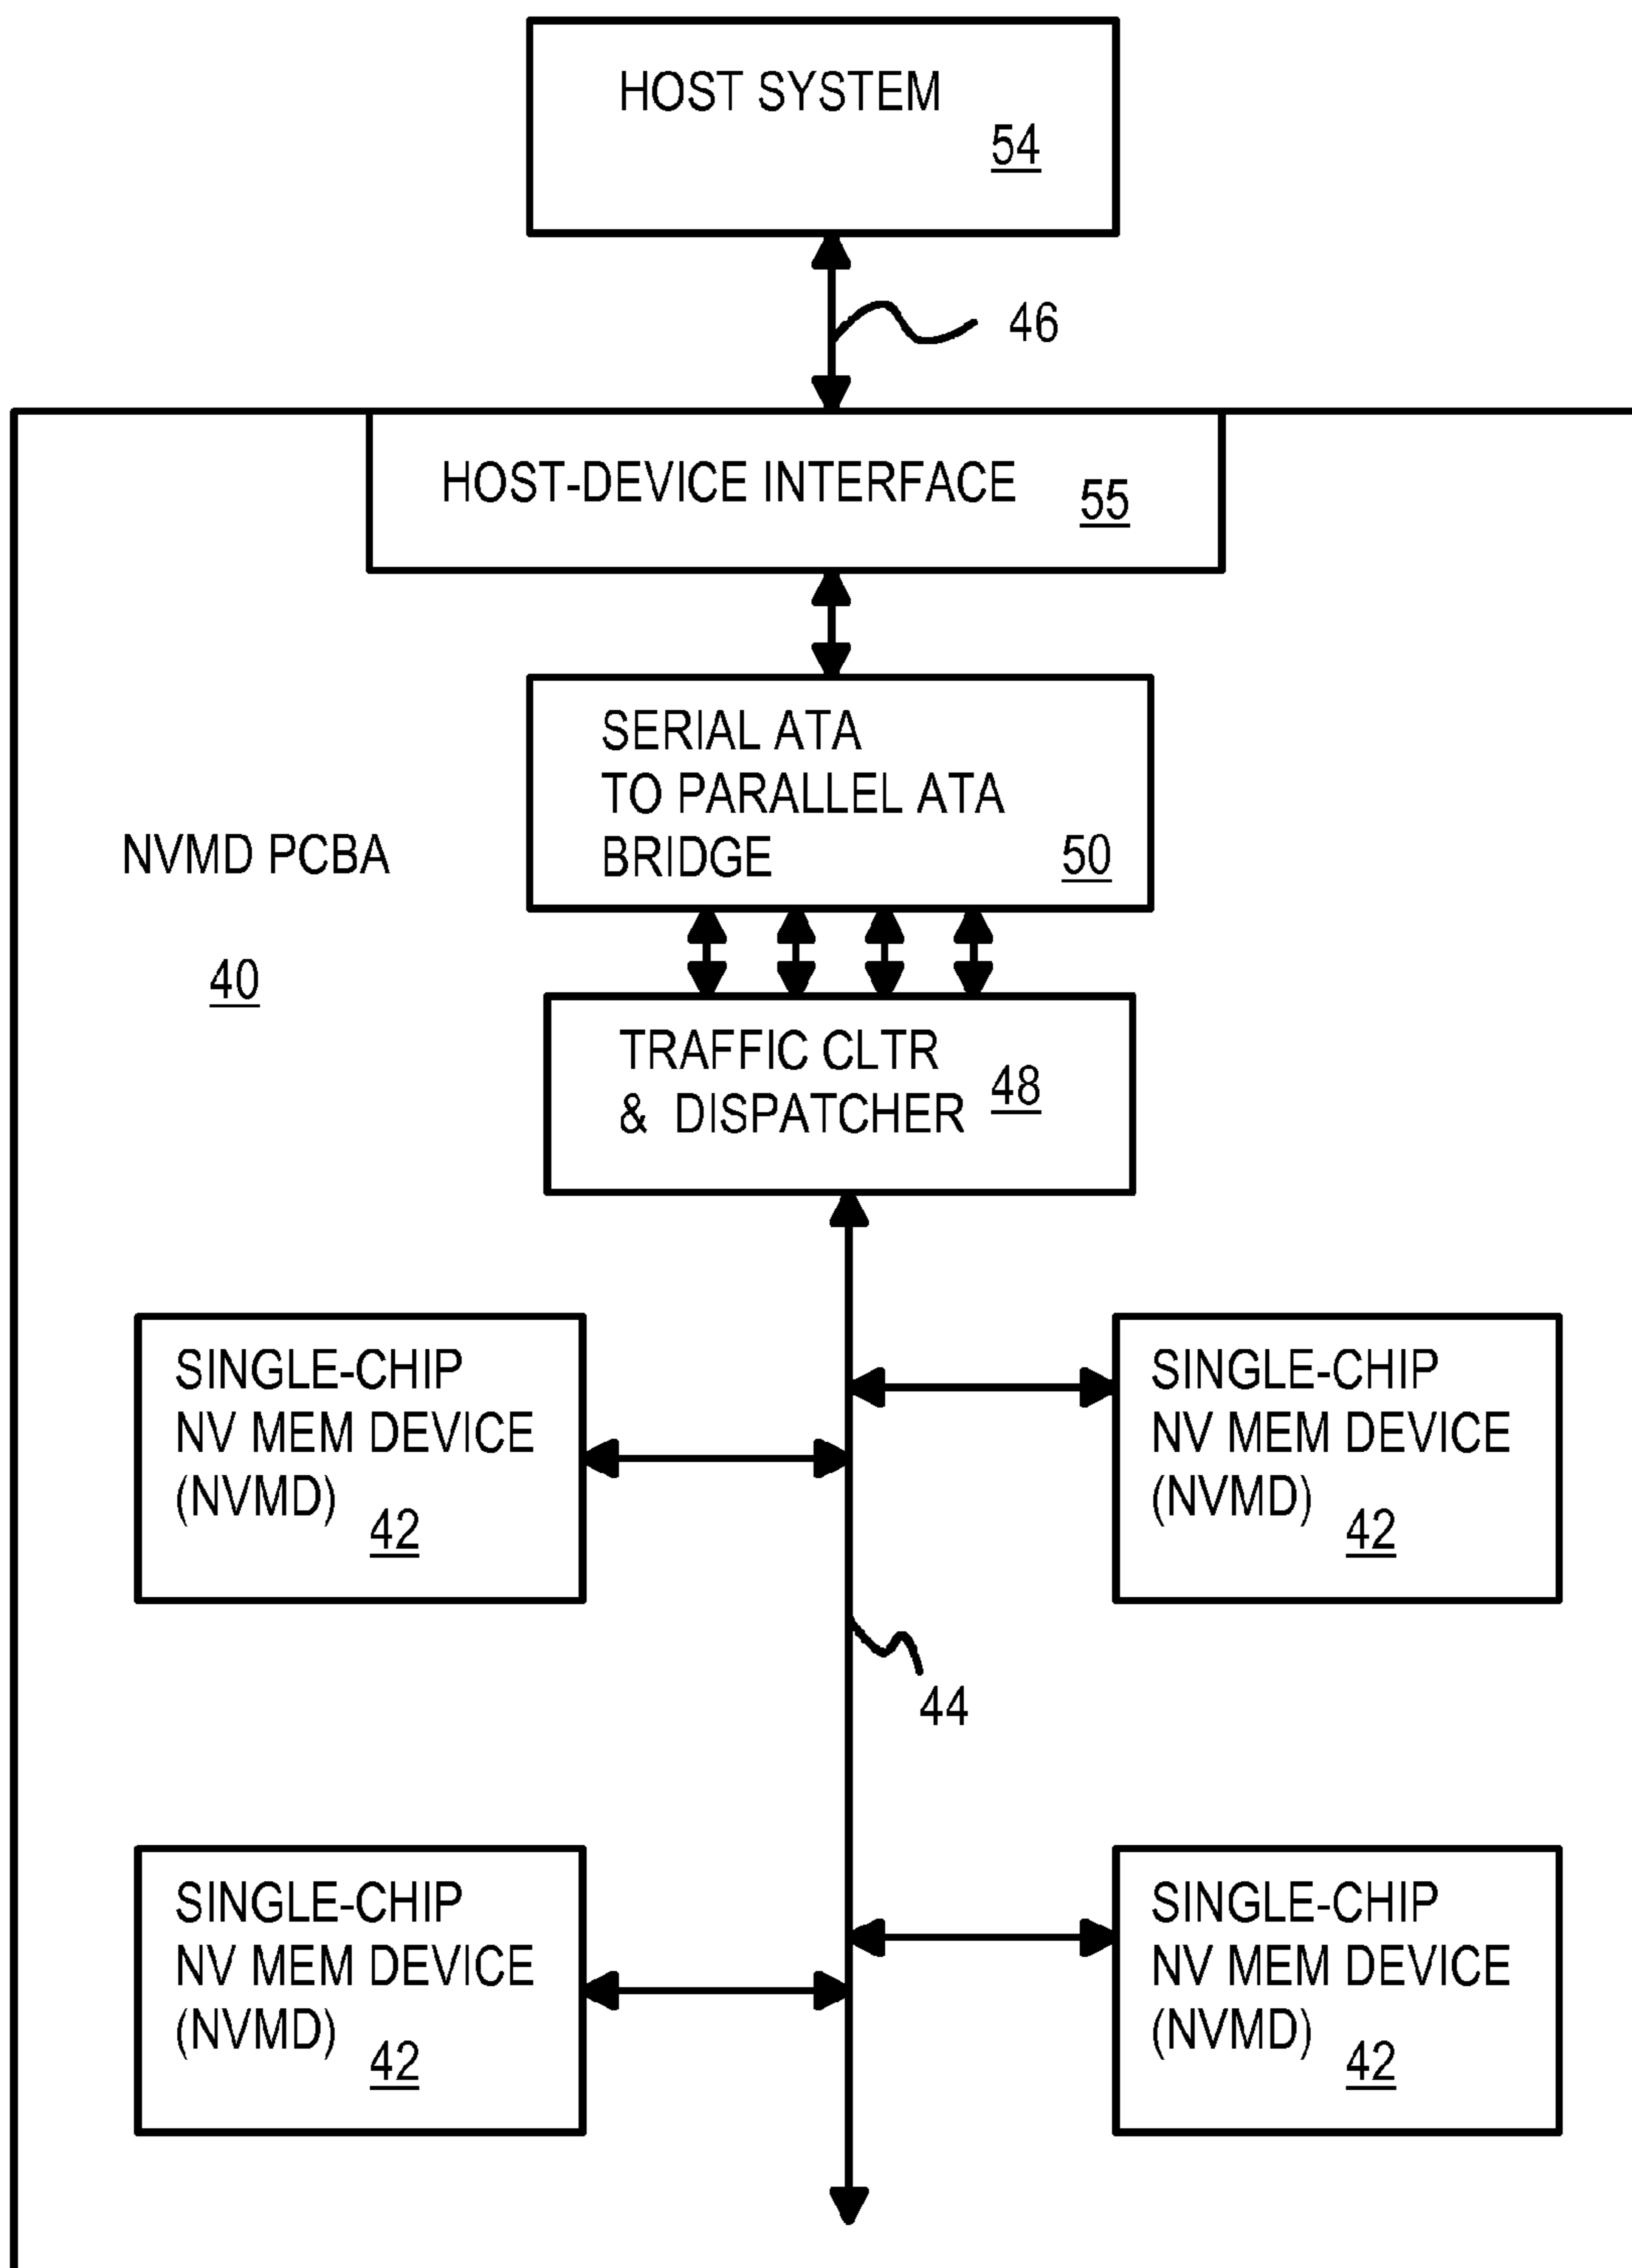 HOST SYSTEM
54
46
HOST-DEVICE INTERFACE
55
SERIAL ATA
TO PARALLEL ATA
BRIDGE
50
NVMD PCBA
40
TRAFFIC CLTR
& DISPATCHER
48
SINGLE-CHIP
NV MEM DEVICE
(NVMD)
42
SINGLE-CHIP
NV MEM DEVICE
(NVMD)
42
44
SINGLE-CHIP
NV MEM DEVICE
(NVMD)
42
SINGLE-CHIP
NV MEM DEVICE
(NVMD)
42